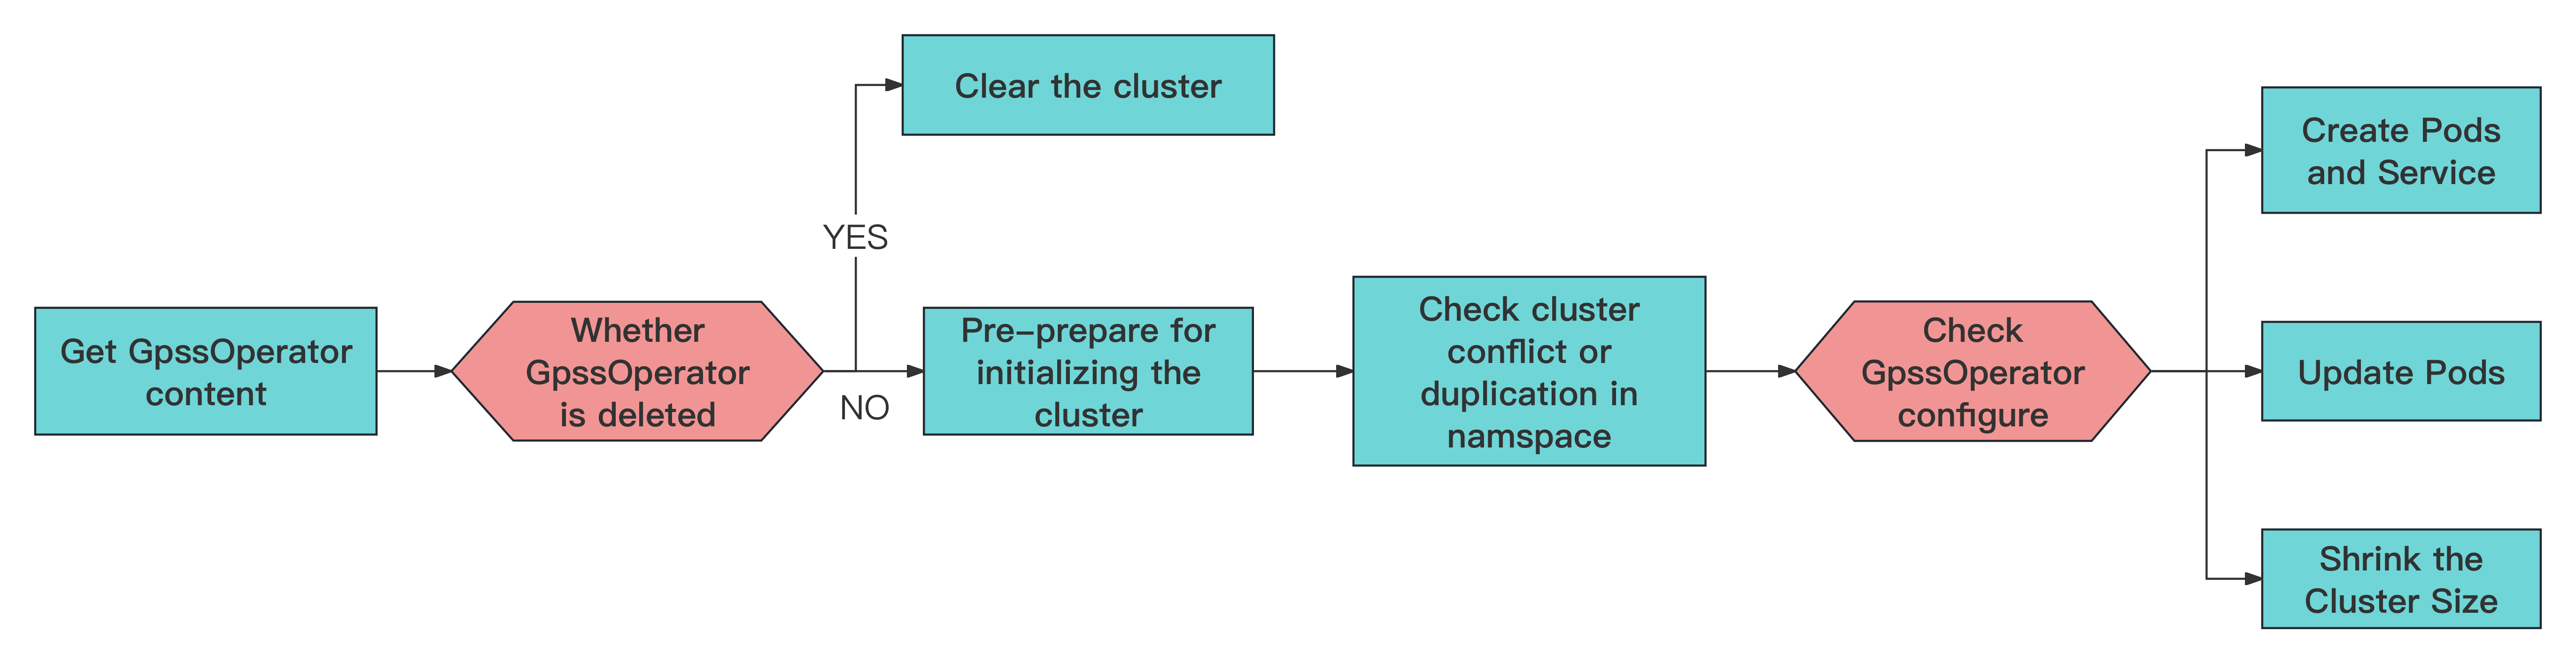 Clear the cluster
YES
Get GpssOperator
content
Whether
GpssOperator
is deleted
NO
Pre-prepare for
initializing the
cluster
Check cluster
conflict or
duplication in
namspace
Check
GpssOperator
configure
Create Pods
and Service
Update Pods
Shrink the
Cluster Size